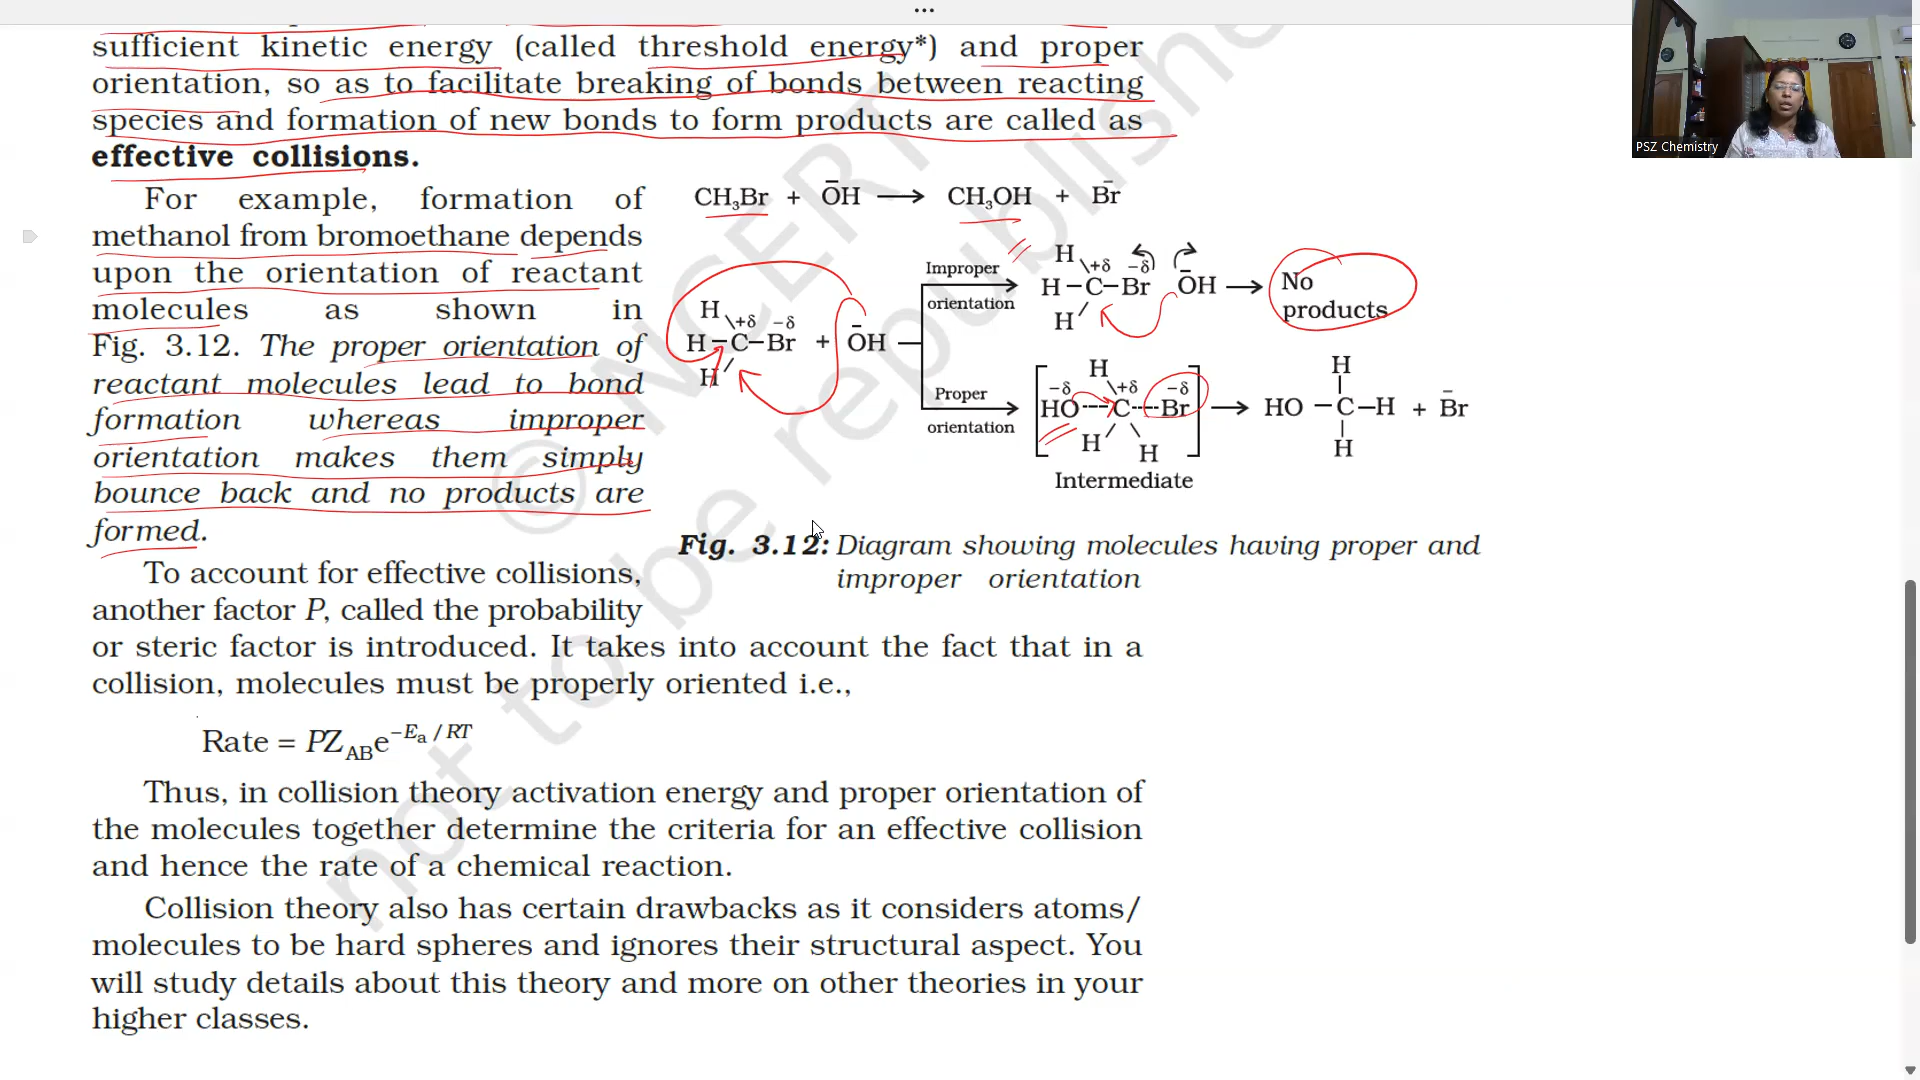 ...
PSZ Chemistry
sufficient kinetic energy (called threshold energy*) and proper
orientation, so as to facilitate breaking of bonds between reacting
species and formation of new bonds to form products are called as
effective collisions.
For example, formation of
methanol from bromoethane depends
upon the orientation of reactant
molecules as shown in
Fig. 3.12. The proper orientation of
reactant molecules lead to bond
formation whereas improper
orientation makes them simply
bounce back and no products are
formed.
To account for effective collisions,
another factor P, called the probability
or steric factor is introduced. It takes into account the fact that in a
collision, molecules must be properly oriented i.e.,
Rate = PZ_AB e^–Ea / RT
Thus, in collision theory activation energy and proper orientation of
the molecules together determine the criteria for an effective collision
and hence the rate of a chemical reaction.
Collision theory also has certain drawbacks as it considers atoms/
molecules to be hard spheres and ignores their structural aspect. You
will study details about this theory and more on other theories in your
higher classes.
CH₃Br + ŌH ⟶ CH₃OH + B̄r
H
H – C – Br + ŌH
+δ –δ
H
Improper
orientation
H
+δ –δ
H – C – Br ŌH ⟶ No
products
H
Proper
orientation
H
–δ +δ –δ
HO---C---Br ⟶ HO – C – H + B̄r
H H
H
H
Intermediate
Fig. 3.12: Diagram showing molecules having proper and
improper orientation
© NCERT
not to be republishe